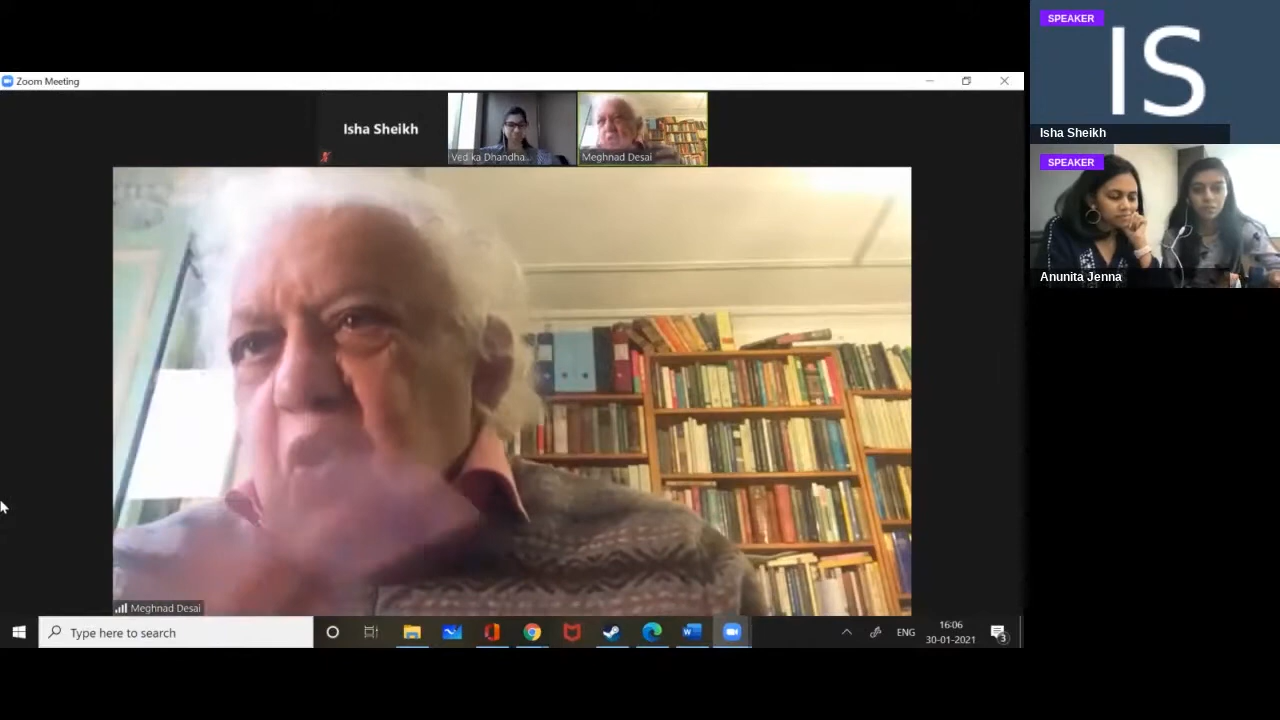 SPEAKER
IS
Isha Sheikh
Zoom Meeting
Isha Sheikh
Ved ka Dhandha...
Meghnad Desai
SPEAKER
Anunita Jenna
Meghnad Desai
Type here to search
ENG
16:06
30-01-2021
3